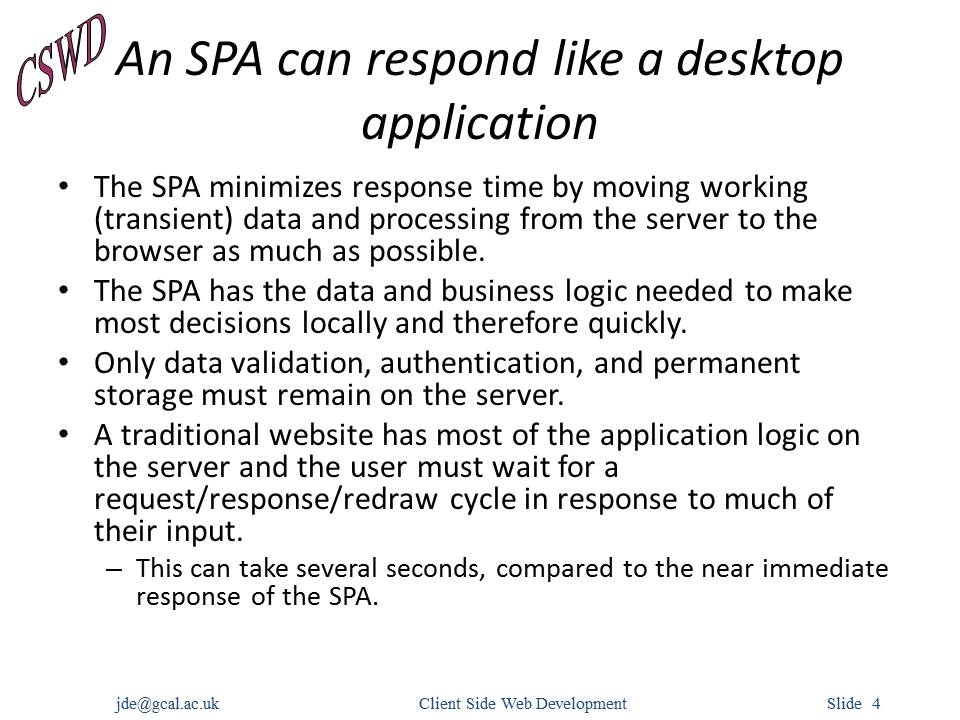 CSWD
An SPA can respond like a desktop
application
• The SPA minimizes response time by moving working
(transient) data and processing from the server to the
browser as much as possible.
• The SPA has the data and business logic needed to make
most decisions locally and therefore quickly.
• Only data validation, authentication, and permanent
storage must remain on the server.
• A traditional website has most of the application logic on
the server and the user must wait for a
request/response/redraw cycle in response to much of
their input.
– This can take several seconds, compared to the near immediate
response of the SPA.
jde@gcal.ac.uk Client Side Web Development Slide 4